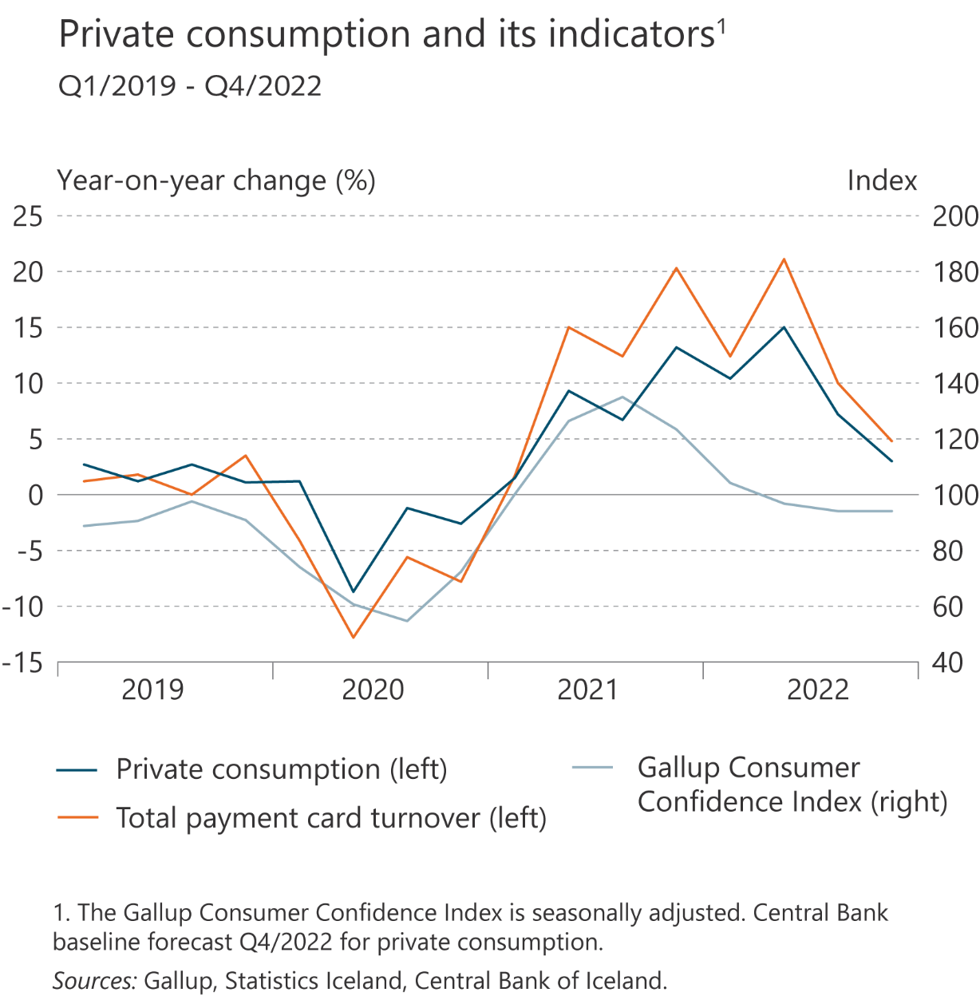 Private consumption and its indicators¹
Q1/2019 - Q4/2022
Year-on-year change (%)
Index
25
200
20
180
15
160
10
140
5
120
0
100
-5
80
-10
60
-15
40
2019
2020
2021
2022
Private consumption (left)
Total payment card turnover (left)
Gallup Consumer
Confidence Index (right)
1. The Gallup Consumer Confidence Index is seasonally adjusted. Central Bank
baseline forecast Q4/2022 for private consumption.
Sources: Gallup, Statistics Iceland, Central Bank of Iceland.